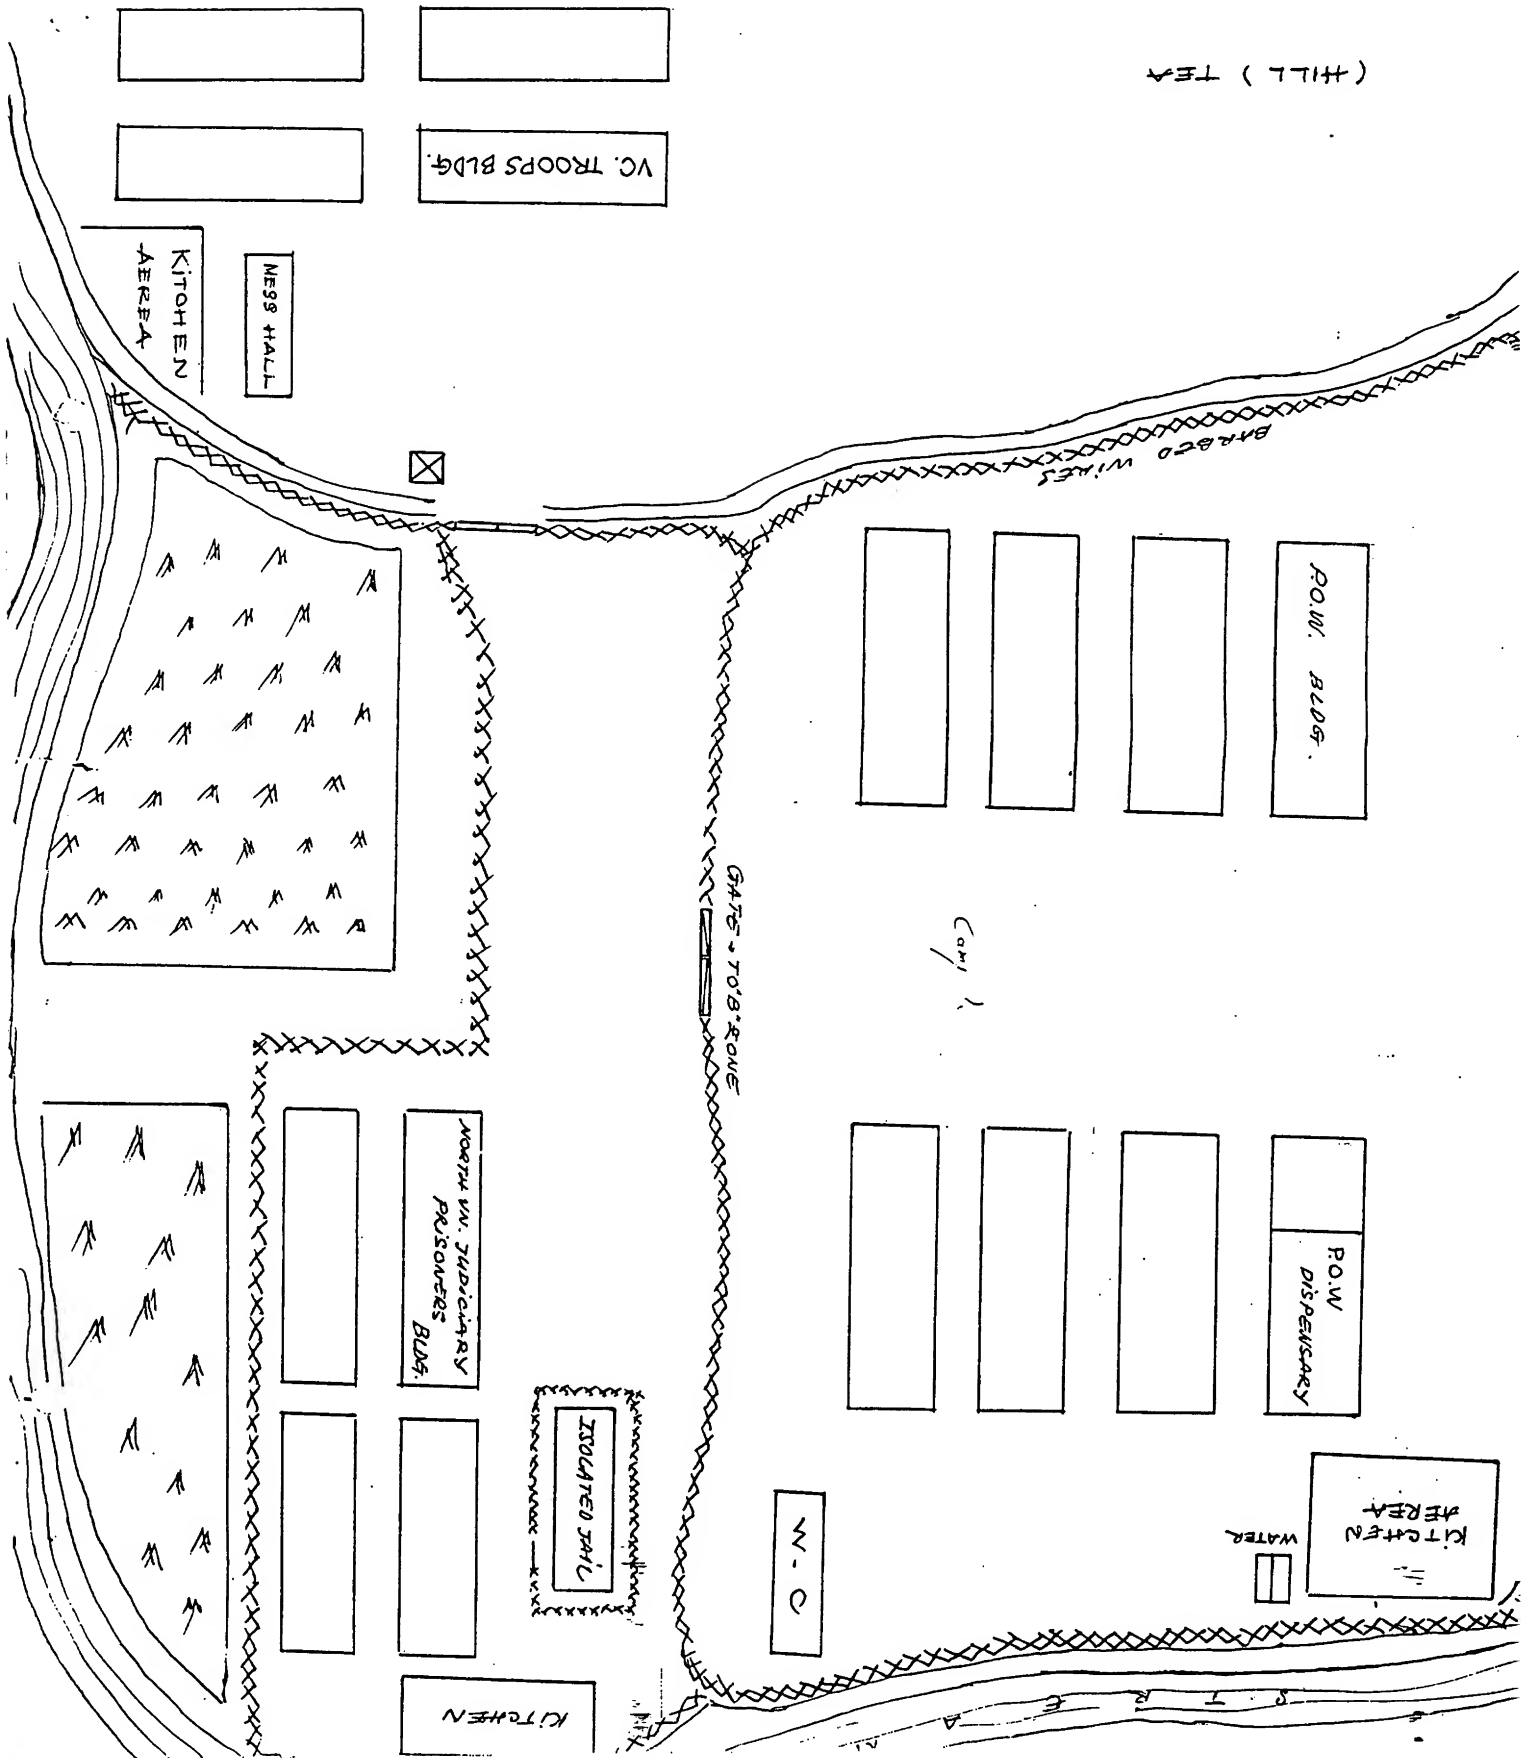 (HILL) TEA
VC. TROOPS BLDG.
KITCHEN
AEREA
MESS HALL
BARBED WIRES
P.O.W. BLDG.
GATE TO "B" ZONE
NORTH VN. JUDICIARY
PRISONERS
BLDG.
P.O.W
DISPENSARY
ISOLATED JAIL
W-C
WATER
KITCHEN
AEREA
KITCHEN
STREA